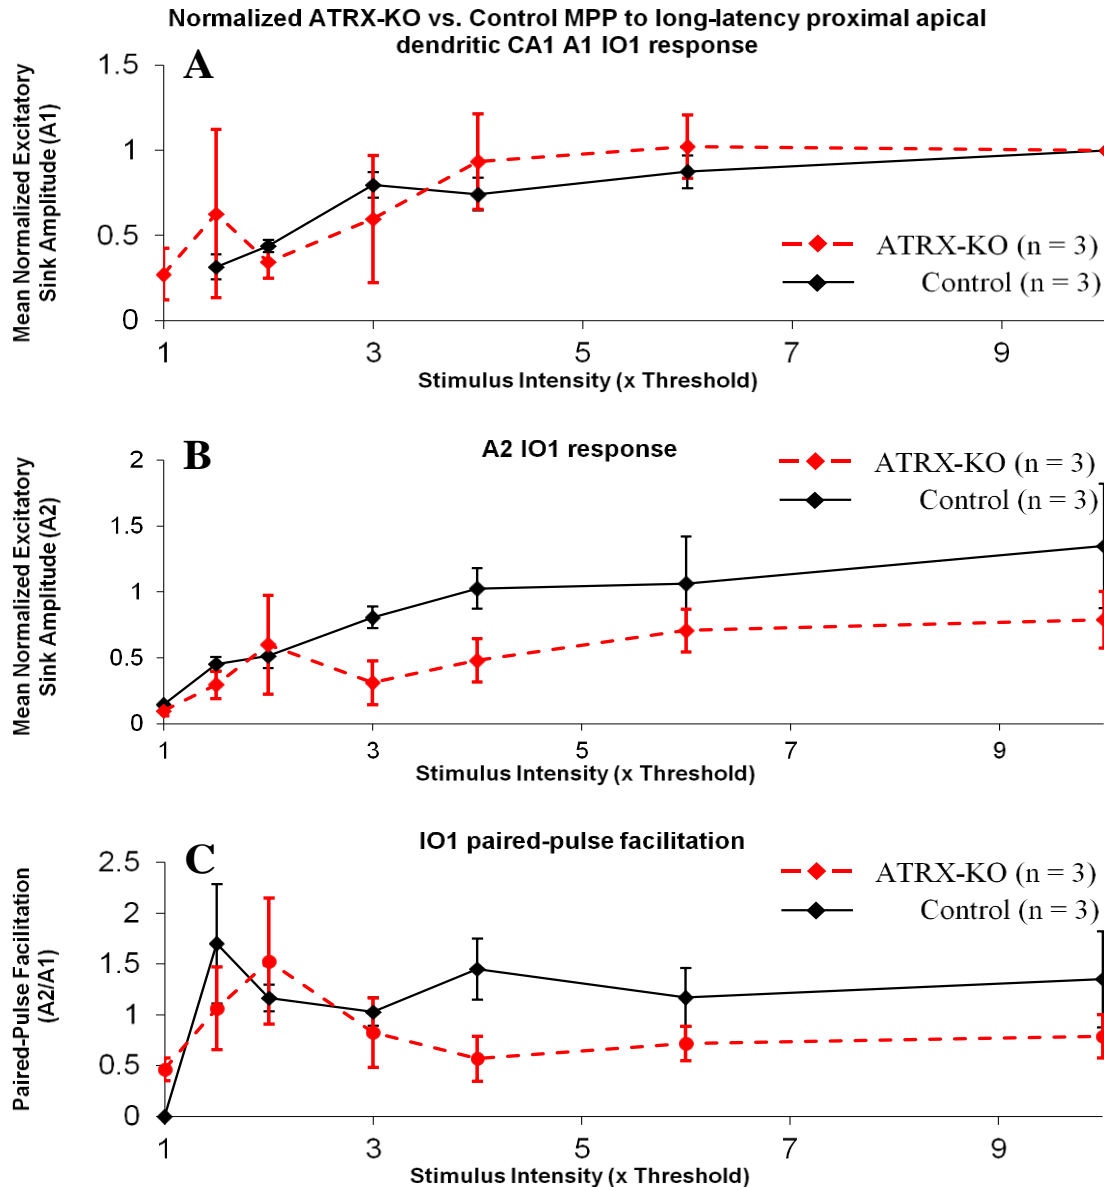 Normalized ATRX-KO vs. Control MPP to long-latency proximal apical
dendritic CA1 A1 IO1 response
A
Mean Normalized Excitatory
Sink Amplitude (A1)
1.5
1
0.5
0
ATRX-KO (n = 3)
Control (n = 3)
1 3 5 7 9
Stimulus Intensity (x Threshold)
B
A2 IO1 response
Mean Normalized Excitatory
Sink Amplitude (A2)
2
1.5
1
0.5
0
ATRX-KO (n = 3)
Control (n = 3)
1 3 5 7 9
Stimulus Intensity (x Threshold)
IO1 paired-pulse facilitation
C
Paired-Pulse Facilitation
(A2/A1)
2.5
2
1.5
1
0.5
0
ATRX-KO (n = 3)
Control (n = 3)
1 3 5 7 9
Stimulus Intensity (x Threshold)